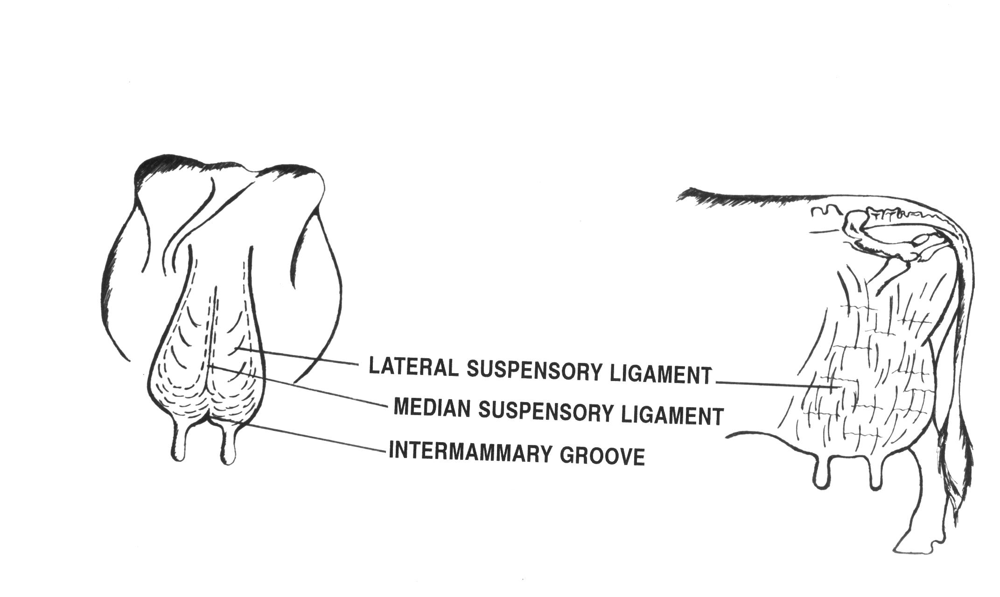 LATERAL SUSPENSORY LIGAMENT
MEDIAN SUSPENSORY LIGAMENT
INTERMAMMARY GROOVE